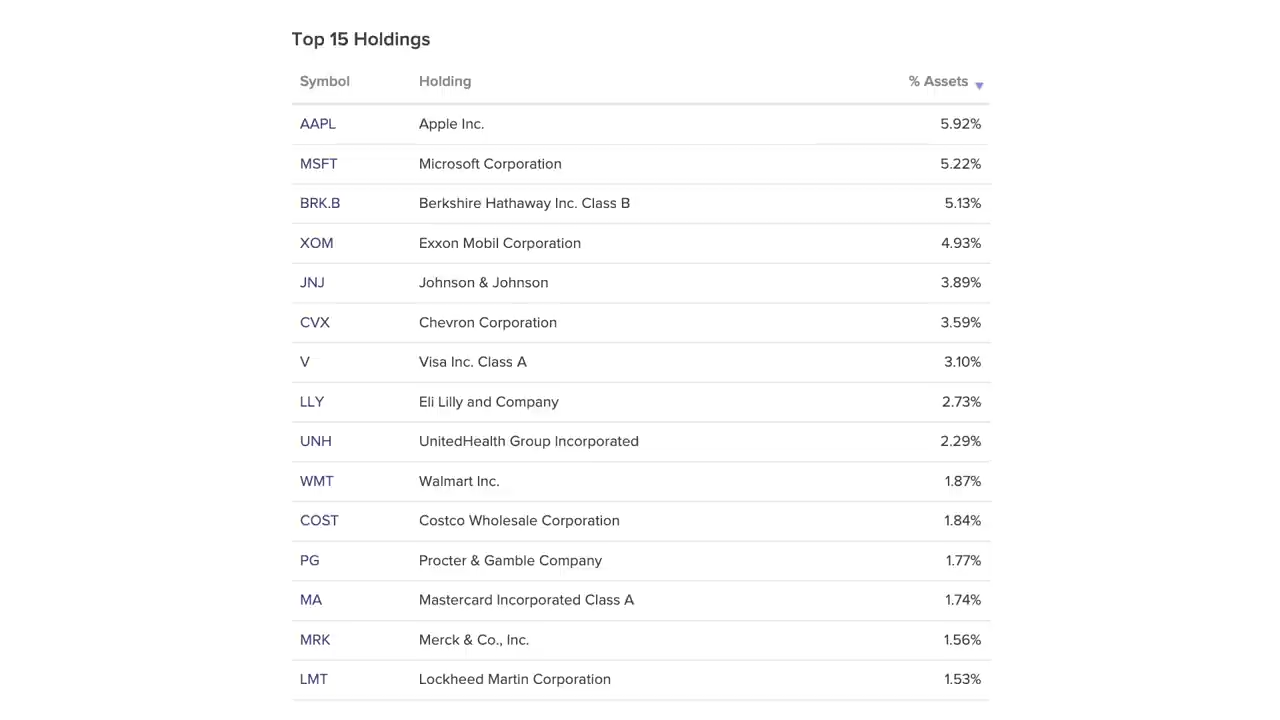 Top 15 Holdings
Symbol Holding % Assets
AAPL Apple Inc. 5.92%
MSFT Microsoft Corporation 5.22%
BRK.B Berkshire Hathaway Inc. Class B 5.13%
XOM Exxon Mobil Corporation 4.93%
JNJ Johnson & Johnson 3.89%
CVX Chevron Corporation 3.59%
V Visa Inc. Class A 3.10%
LLY Eli Lilly and Company 2.73%
UNH UnitedHealth Group Incorporated 2.29%
WMT Walmart Inc. 1.87%
COST Costco Wholesale Corporation 1.84%
PG Procter & Gamble Company 1.77%
MA Mastercard Incorporated Class A 1.74%
MRK Merck & Co., Inc. 1.56%
LMT Lockheed Martin Corporation 1.53%